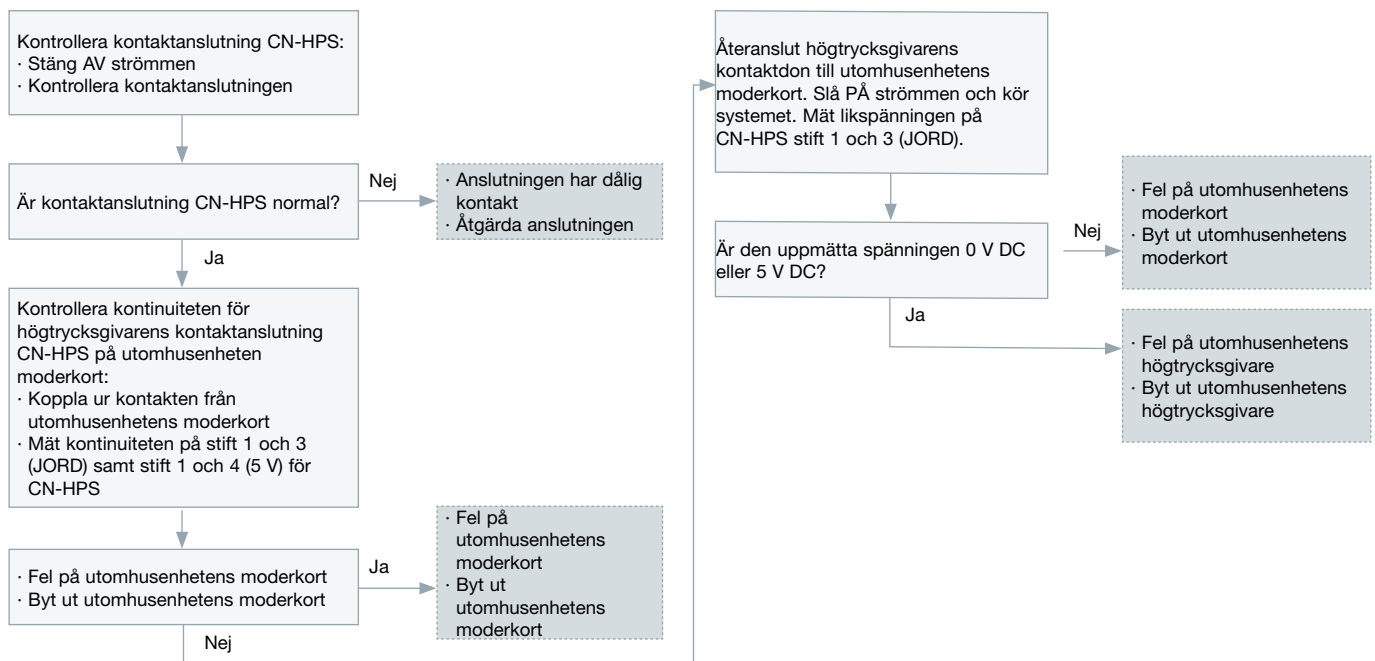 Kontrollera kontaktanslutning CN-HPS:
· Stäng AV strömmen
· Kontrollera kontaktanslutningen
Är kontaktanslutning CN-HPS normal?
Nej
· Anslutningen har dålig
kontakt
· Åtgärda anslutningen
Ja
Kontrollera kontinuiteten för
högtrycksgivarens kontaktanslutning
CN-HPS på utomhusenheten
moderkort:
· Koppla ur kontakten från
utomhusenhetens moderkort
· Mät kontinuiteten på stift 1 och 3
(JORD) samt stift 1 och 4 (5 V) för
CN-HPS
· Fel på utomhusenhetens moderkort
· Byt ut utomhusenhetens moderkort
Ja
· Fel på
utomhusenhetens
moderkort
· Byt ut
utomhusenhetens
moderkort
Nej
Återanslut högtrycksgivarens
kontaktdon till utomhusenhetens
moderkort. Slå PÅ strömmen och kör
systemet. Mät likspänningen på
CN-HPS stift 1 och 3 (JORD).
Är den uppmätta spänningen 0 V DC
eller 5 V DC?
Nej
· Fel på utomhusenhetens
moderkort
· Byt ut utomhusenhetens
moderkort
Ja
· Fel på utomhusenhetens
högtrycksgivare
· Byt ut utomhusenhetens
högtrycksgivare